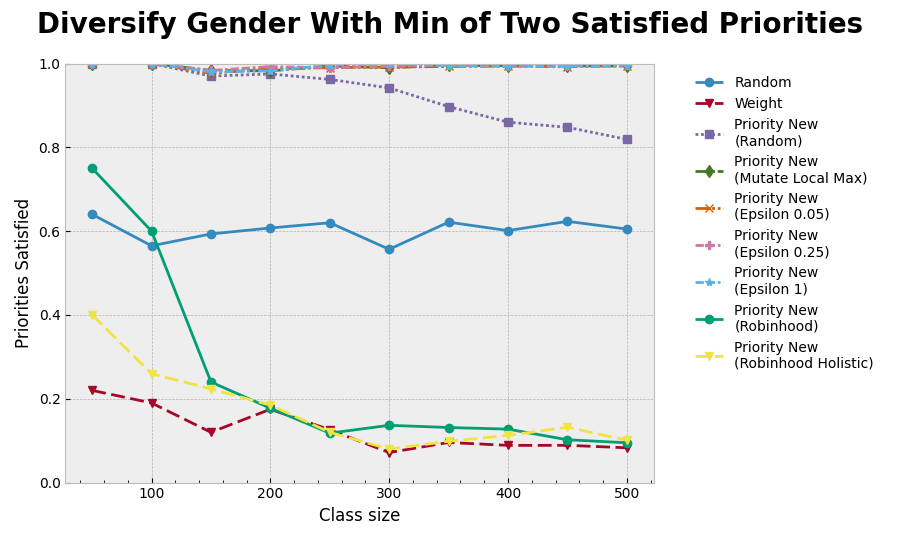 Diversify Gender With Min of Two Satisfied Priorities
1.0
0.8
0.6
0.4
0.2
0.0
Priorities Satisfied
100
200
300
400
500
Class size
Random
Weight
Priority New
(Random)
Priority New
(Mutate Local Max)
Priority New
(Epsilon 0.05)
Priority New
(Epsilon 0.25)
Priority New
(Epsilon 1)
Priority New
(Robinhood)
Priority New
(Robinhood Holistic)